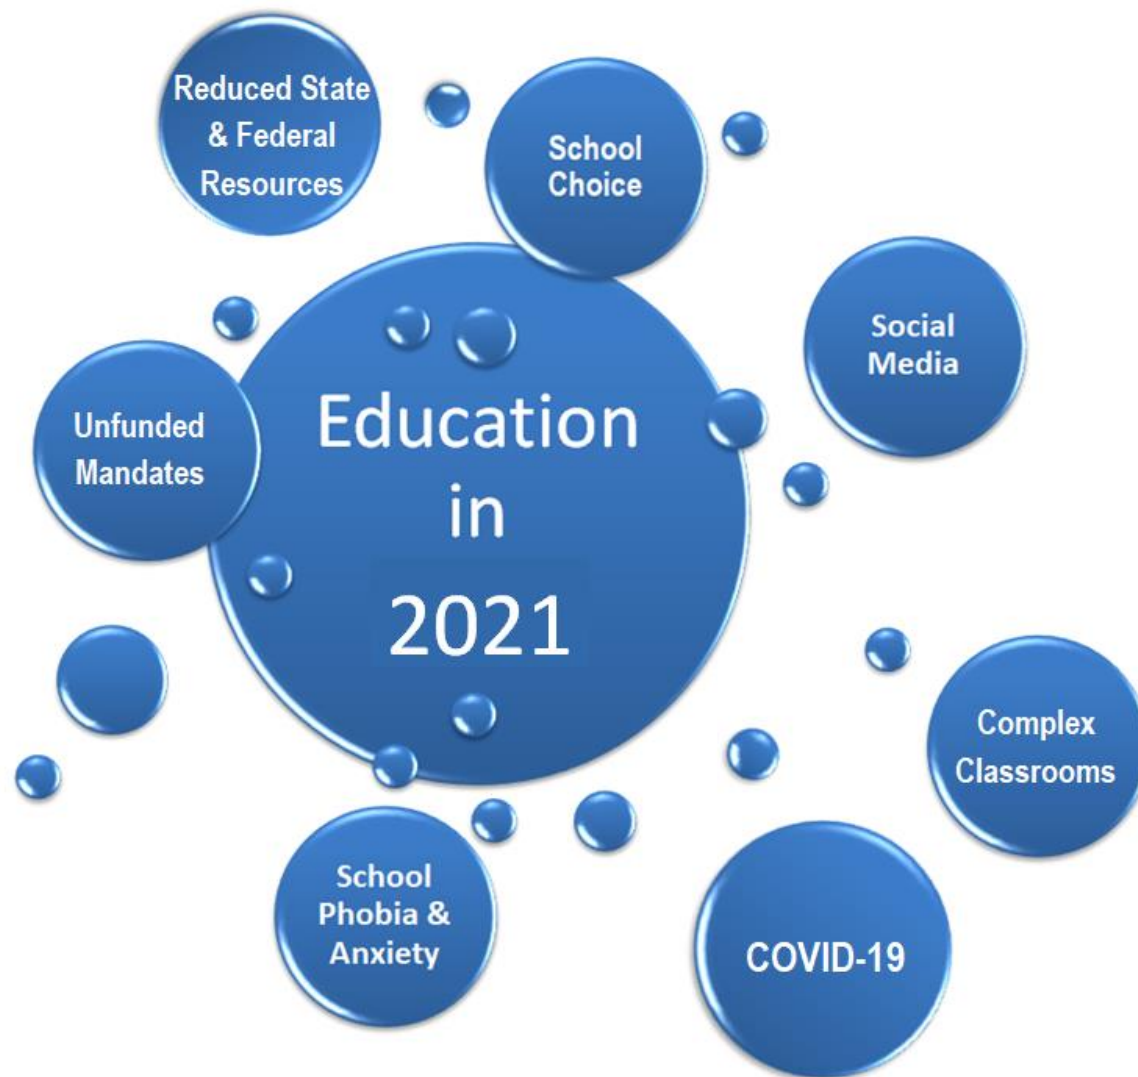 Reduced State
& Federal
Resources
School
Choice
Social
Media
Unfunded
Mandates
Education
in
2021
Complex
Classrooms
School
Phobia &
Anxiety
COVID-19